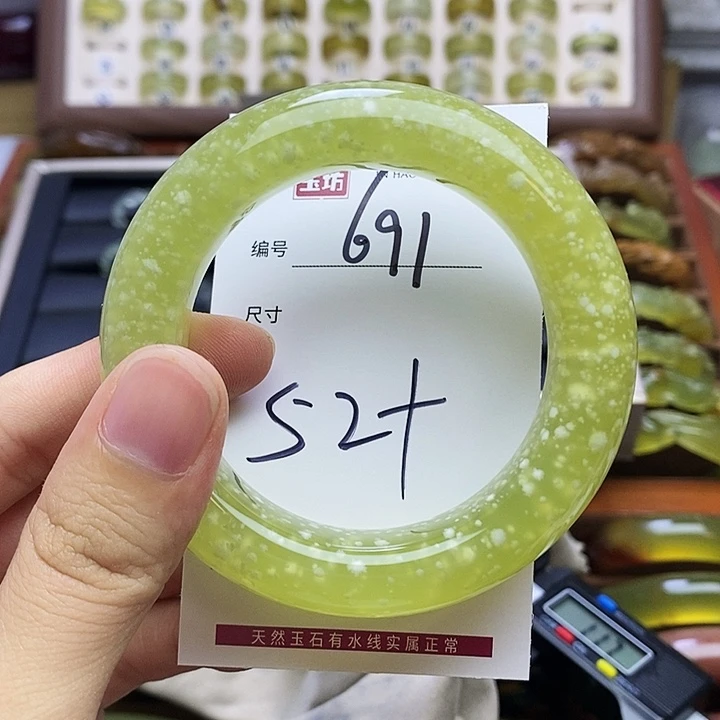 玉坊
编号 691
尺寸
52+
天然玉石有水线实属正常